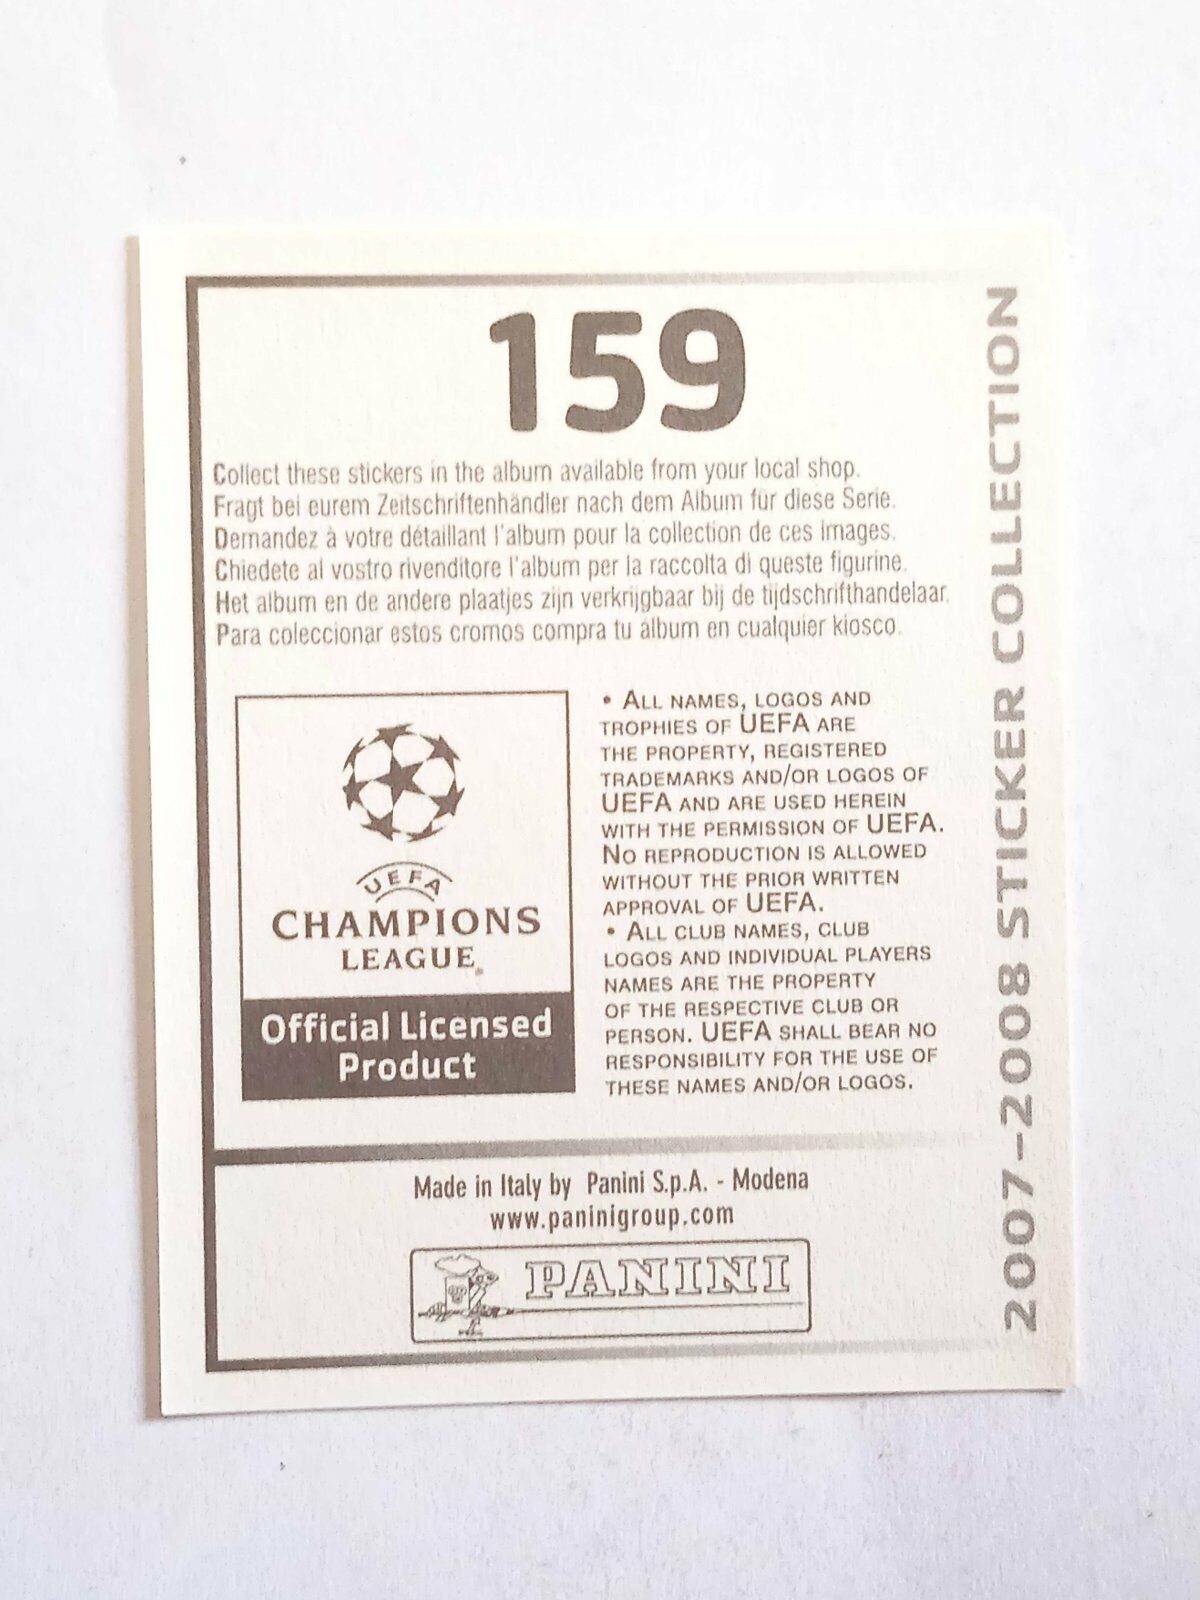 159
Collect these stickers in the album available from your local shop.
Fragt bei eurem Zeitschriftenhändler nach dem Album für diese Serie.
Demandez à votre détaillant l'album pour la collection de ces images.
Chiedete al vostro rivenditore l'album per la raccolta di queste figurine.
Het album en de andere plaatjes zijn verkrijgbaar bij de tijdschrifthandelaar.
Para coleccionar estos cromos compra tu álbum en cualquier kiosco.
UEFA
CHAMPIONS
LEAGUE
Official Licensed
Product
• ALL NAMES, LOGOS AND
TROPHIES OF UEFA ARE
THE PROPERTY, REGISTERED
TRADEMARKS AND/OR LOGOS OF
UEFA AND ARE USED HEREIN
WITH THE PERMISSION OF UEFA.
NO REPRODUCTION IS ALLOWED
WITHOUT THE PRIOR WRITTEN
APPROVAL OF UEFA.
• ALL CLUB NAMES, CLUB
LOGOS AND INDIVIDUAL PLAYERS
NAMES ARE THE PROPERTY
OF THE RESPECTIVE CLUB OR
PERSON. UEFA SHALL BEAR NO
RESPONSIBILITY FOR THE USE OF
THESE NAMES AND/OR LOGOS.
Made in Italy by Panini S.p.A. - Modena
www.paninigroup.com
PANINI
2007-2008 STICKER COLLECTION